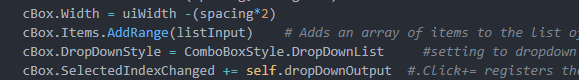 cBox.Width = uiWidth -(spacing*2)
cBox.Items.AddRange(listInput)    # Adds an array of items to the list
cBox.DropDownStyle = ComboBoxStyle.DropDownList     #setting to dropdown
cBox.SelectedIndexChanged += self.dropDownOutput  #.Click+= registers